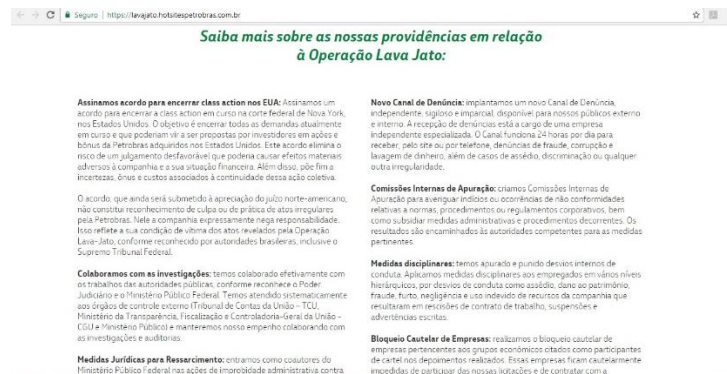 Seguro | https://lavajato.hotsitespetrobras.com.br
Saiba mais sobre as nossas providências em relação
à Operação Lava Jato:
Assinamos acordo para encerrar class action nos EUA: Assinamos um
acordo para encerrar a class action em curso na corte federal de Nova York,
nos Estados Unidos. O objetivo é encerrar todas as demandas atualmente
em curso e que poderiam vir a ser propostas por investidores em ações e
bônus da Petrobras adquiridos nos Estados Unidos. Este acordo elimina o
risco de um julgamento desfavorável que poderia causar efeitos materiais
adversos à companhia e a sua situação financeira. Além disso, põe fim a
incertezas, ônus e custos associados à continuidade dessa ação coletiva.
O acordo, que ainda será submetido à apreciação do juízo norte-americano,
não constitui reconhecimento de culpa ou de prática de atos irregulares
pela Petrobras. Nele a companhia expressamente nega responsabilidade.
Isso reflete a sua condição de vítima dos atos revelados pela Operação
Lava-Jato, conforme reconhecido por autoridades brasileiras, inclusive o
Supremo Tribunal Federal.
Colaboramos com as investigações: temos colaborado efetivamente com
os trabalhos das autoridades públicas, conforme reconhece o Poder
Judiciário e o Ministério Público Federal. Temos atendido sistematicamente
aos órgãos de controle externo (Tribunal de Contas da União – TCU,
Ministério da Transparência, Fiscalização e Controladoria-Geral da União –
CGU e Ministério Público) e manteremos nosso empenho colaborando com
as investigações e auditorias
Medidas Jurídicas para Ressarcimento: entramos como coautores do
Ministério Público Federal nas ações de improbidade administrativa contra
Novo Canal de Denúncia: implantamos um novo Canal de Denúncia,
independente, sigiloso e imparcial, disponível para nossos públicos externo
e interno. A recepção de denúncias está a cargo de uma empresa
independente especializada. O Canal funciona 24 horas por dia para
receber, pelo site ou por telefone, denúncias de fraude, corrupção e
lavagem de dinheiro, além de casos de assédio, discriminação ou qualquer
outra irregularidade.
Comissões Internas de Apuração: criamos Comissões Internas de
Apuração para averiguar indícios ou ocorrências de não conformidades
relativas a normas, procedimentos ou regulamentos corporativos, bem
como subsidiar medidas administrativas e procedimentos decorrentes. Os
resultados são encaminhados às autoridades competentes para as medidas
pertinentes.
Medidas disciplinares: temos apurado e punido desvios internos de
conduta. Aplicamos medidas disciplinares aos empregados em vários níveis
hierárquicos, por desvios de conduta como assédio, dano ao patrimônio,
fraude, furto, negligência e uso indevido de recursos da companhia que
resultaram em rescisões de contrato de trabalho, suspensões e
advertências escritas.
Bloqueio Cautelar de Empresas: realizamos o bloqueio cautelar de
empresas pertencentes aos grupos econômicos citados como participantes
de cartel nos depoimentos realizados. Essas empresas ficam cautelarmente
impedidas de participar das nossas licitações e de contratar com a